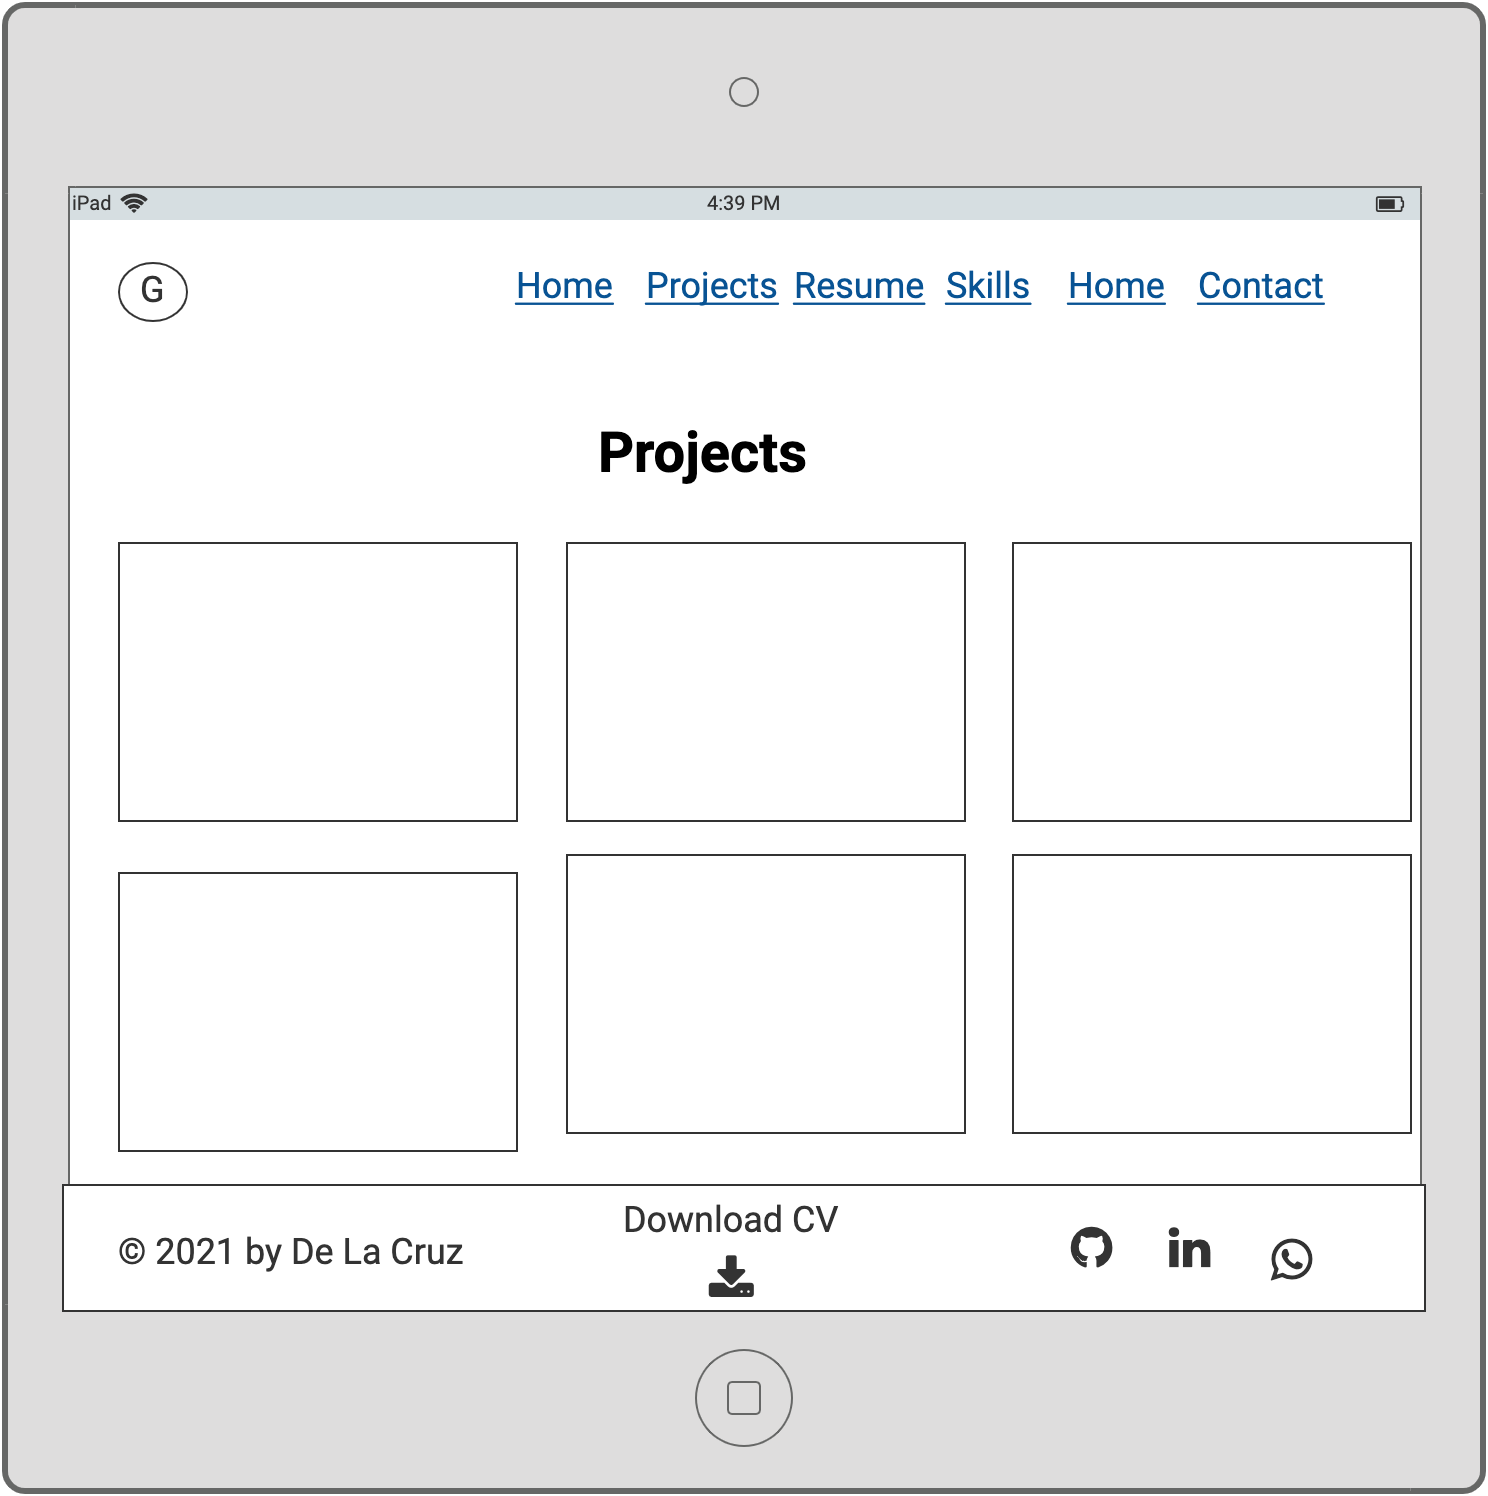 iPad 4:39 PM
G Home Projects Resume Skills Home Contact
Projects
Download CV
© 2021 by De La Cruz
in